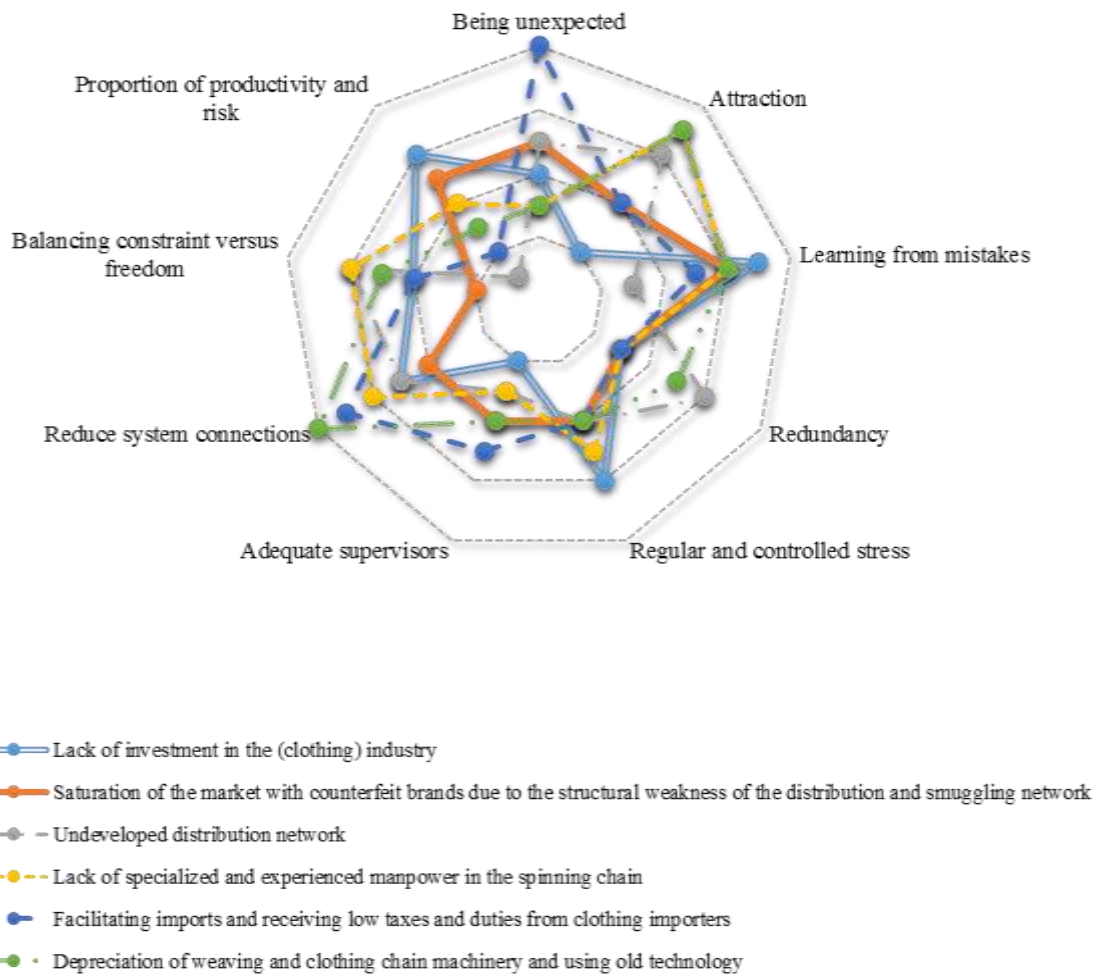 Being unexpected
Proportion of productivity and
risk
Attraction
Balancing constraint versus
freedom
Learning from mistakes
Reduce system connections
Redundancy
Adequate supervisors
Regular and controlled stress
Lack of investment in the (clothing) industry
Saturation of the market with counterfeit brands due to the structural weakness of the distribution and smuggling network
Undeveloped distribution network
Lack of specialized and experienced manpower in the spinning chain
Facilitating imports and receiving low taxes and duties from clothing importers
Depreciation of weaving and clothing chain machinery and using old technology